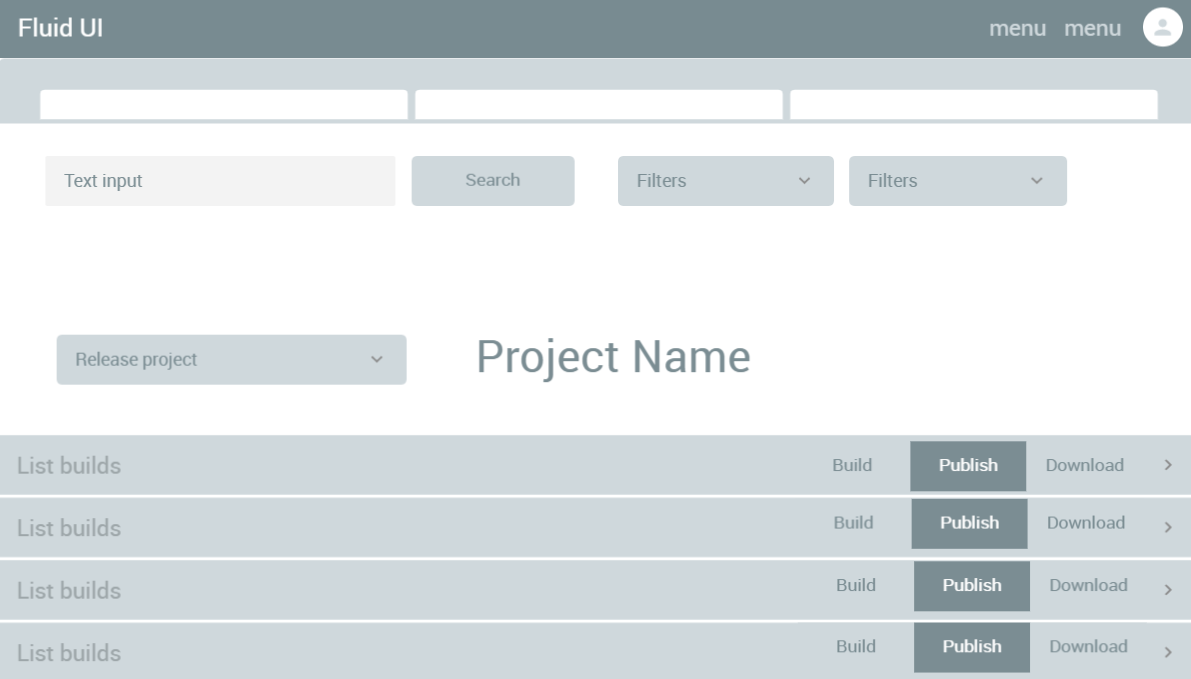 Fluid UI menu menu
Text input Search Filters Filters
Release project Project Name
List builds Build Publish Download
List builds Build Publish Download
List builds Build Publish Download
List builds Build Publish Download